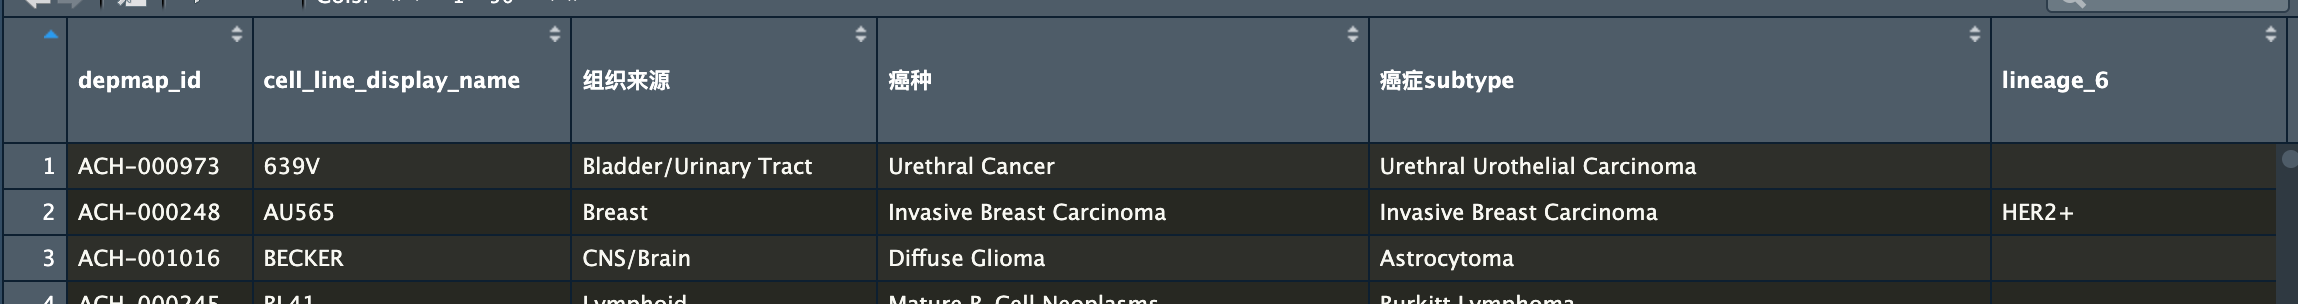 depmap_id cell_line_display_name 组织来源 癌种 癌症subtype lineage_6
1 ACH-000973 639V Bladder/Urinary Tract Urethral Cancer Urethral Urothelial Carcinoma
2 ACH-000248 AU565 Breast Invasive Breast Carcinoma Invasive Breast Carcinoma HER2+
3 ACH-001016 BECKER CNS/Brain Diffuse Glioma Astrocytoma
4 ACH-000245 BL41 Lymphoid Mature B-Cell Neoplasms Burkitt Lymphoma